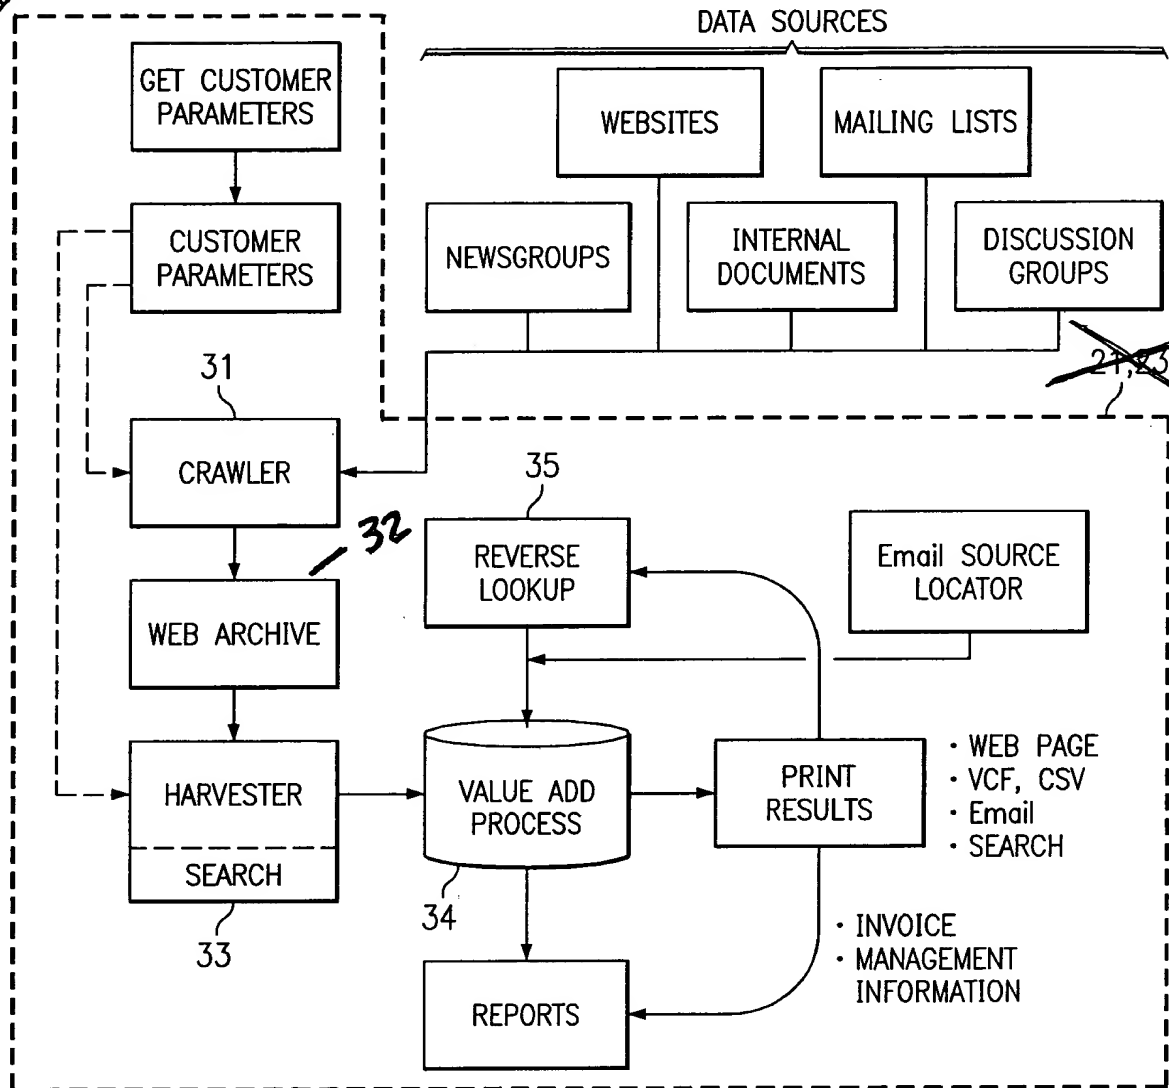 DATA SOURCES
GET CUSTOMER
PARAMETERS
WEBSITES
MAILING LISTS
CUSTOMER
PARAMETERS
NEWSGROUPS
INTERNAL
DOCUMENTS
DISCUSSION
GROUPS
21,23
31
CRAWLER
32
WEB ARCHIVE
HARVESTER
SEARCH
33
35
REVERSE
LOOKUP
Email SOURCE
LOCATOR
VALUE ADD
PROCESS
34
PRINT
RESULTS
· WEB PAGE
· VCF, CSV
· Email
· SEARCH
REPORTS
· INVOICE
· MANAGEMENT
INFORMATION